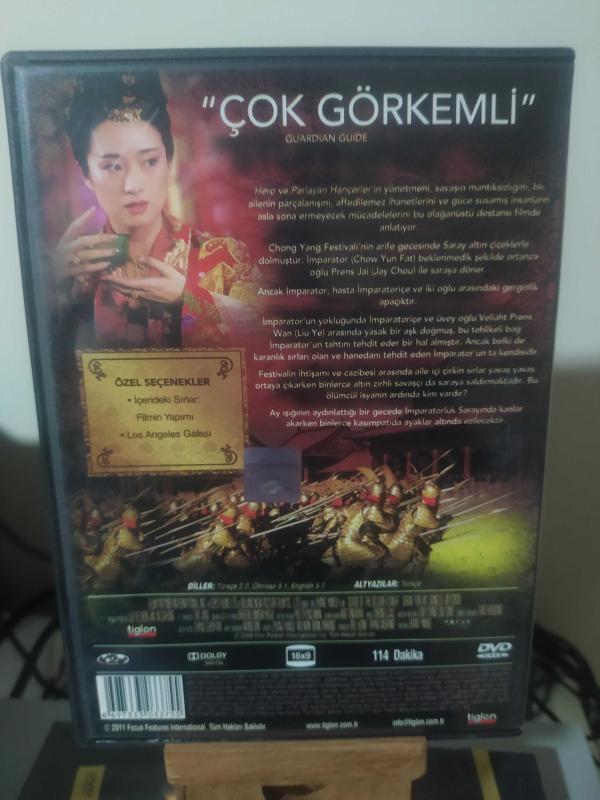 "ÇOK GÖRKEMLİ"
GUARDIAN GUIDE
Hero ve Parlayan Hançerler'in yönetmeni, savaşın mantıksızlığını, bir
ailenin parçalanışını, affedilemez ihanetlerini ve güce susamış insanların
asla sona ermeyecek mücadelelerini bu olağanüstü destansı filmde
anlatıyor.
Chong Yang Festivali'nin arife gecesinde Saray altın çiçeklerle
dolmuştur. İmparator (Chow Yun Fat) beklenmedik şekilde ortanca
oğlu Prens Jai (Jay Chou) ile saraya döner.
Ancak İmparator, hasta İmparatoriçe ve iki oğlu arasındaki gerginlik
apaçıktır.
İmparator'un yokluğunda İmparatoriçe ve üvey oğlu Veliaht Prens
Wan (Liu Ye) arasında yasak bir aşk doğmuş, bu tehlikeli bağ
İmparator'un tahtını tehdit eder bir hal almıştır. Ancak belki de
karanlık sırları olan ve hanedanı tehdit eden İmparator'un ta kendisidir
Festivalin ihtişamı ve cazibesi arasında aile içi çirkin sırlar yavaş yavaş
ortaya çıkarken binlerce altın zırhlı savaşçı da saraya saldırmaktadır. Bu
ölümcül isyanın ardında kim vardır?
Ay ışığının aydınlattığı bir gecede İmparatorluk Sarayında kanlar
akarken binlerce kasımpatıda ayaklar altında ezilecektir.
ÖZEL SEÇENEKLER
• İçerideki Sırlar:
Filmin Yapımı
• Los Angeles Galası
DİLLER: Türkçe 2.0, Chinese 5.1, English 5.1
ALTYAZILAR: Türkçe
tiglon
© 2006 Film Partner International Inc. Tüm Hakları Saklıdır.
DOLBY
DIGITAL
16x9
114 Dakika
DVD
VIDEO
© 2011 Focus Features International. Tüm Hakları Saklıdır.
www.tiglon.com.tr
info@tiglon.com.tr
tiglon